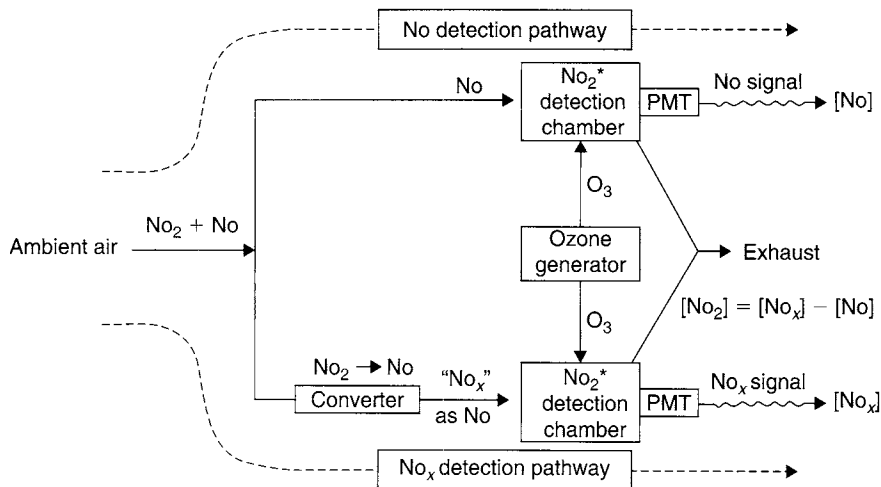 No detection pathway
No
No₂*
detection
chamber
PMT
No signal
[No]
O₃
No₂ + No
Ambient air
Ozone
generator
Exhaust
[No₂] = [Noₓ] − [No]
O₃
No₂ → No
Converter
“Noₓ”
as No
No₂*
detection
chamber
PMT
Noₓ signal
[Noₓ]
Noₓ detection pathway